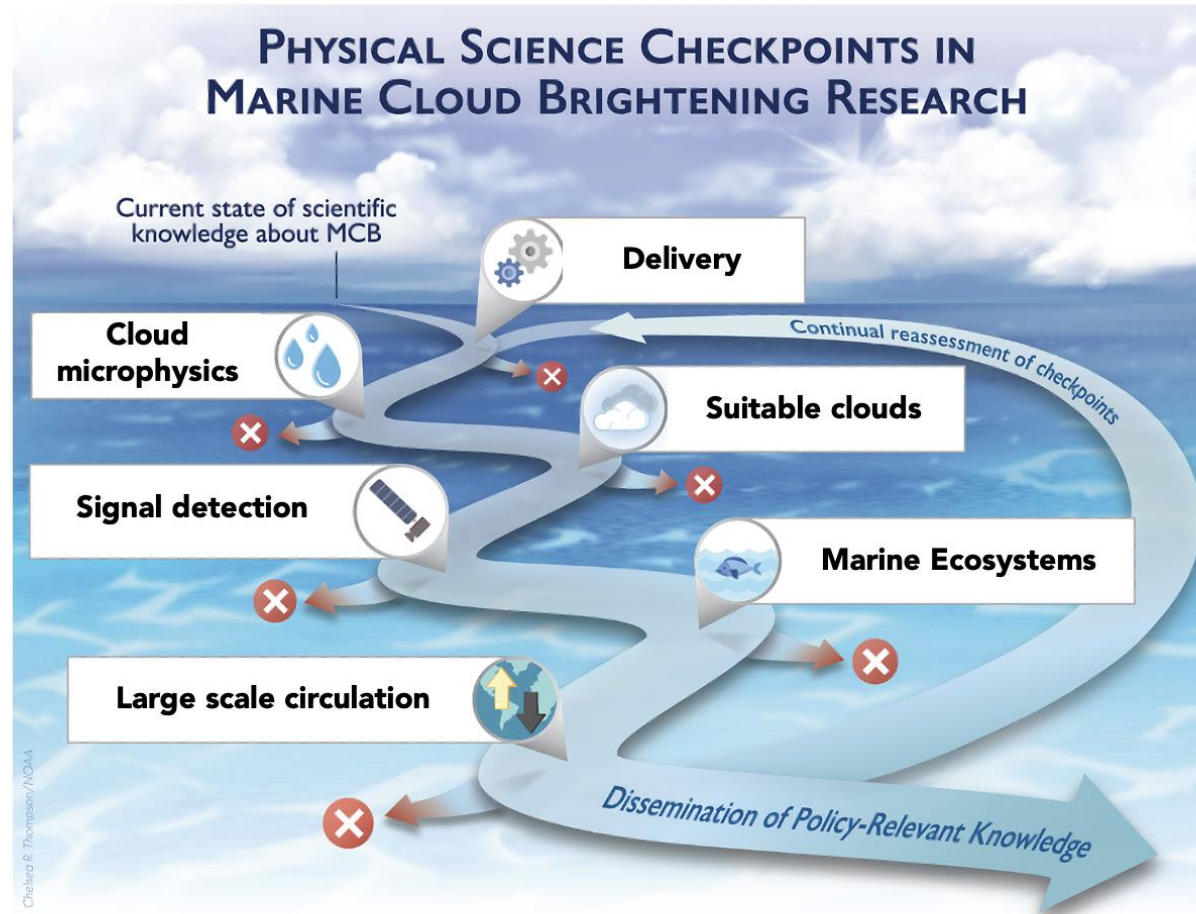 PHYSICAL SCIENCE CHECKPOINTS IN
MARINE CLOUD BRIGHTENING RESEARCH
Current state of scientific
knowledge about MCB
Delivery
Cloud
microphysics
Continual reassessment of checkpoints
Suitable clouds
Signal detection
Marine Ecosystems
Large scale circulation
Dissemination of Policy-Relevant Knowledge
Chelsea R. Thompson/NOAA